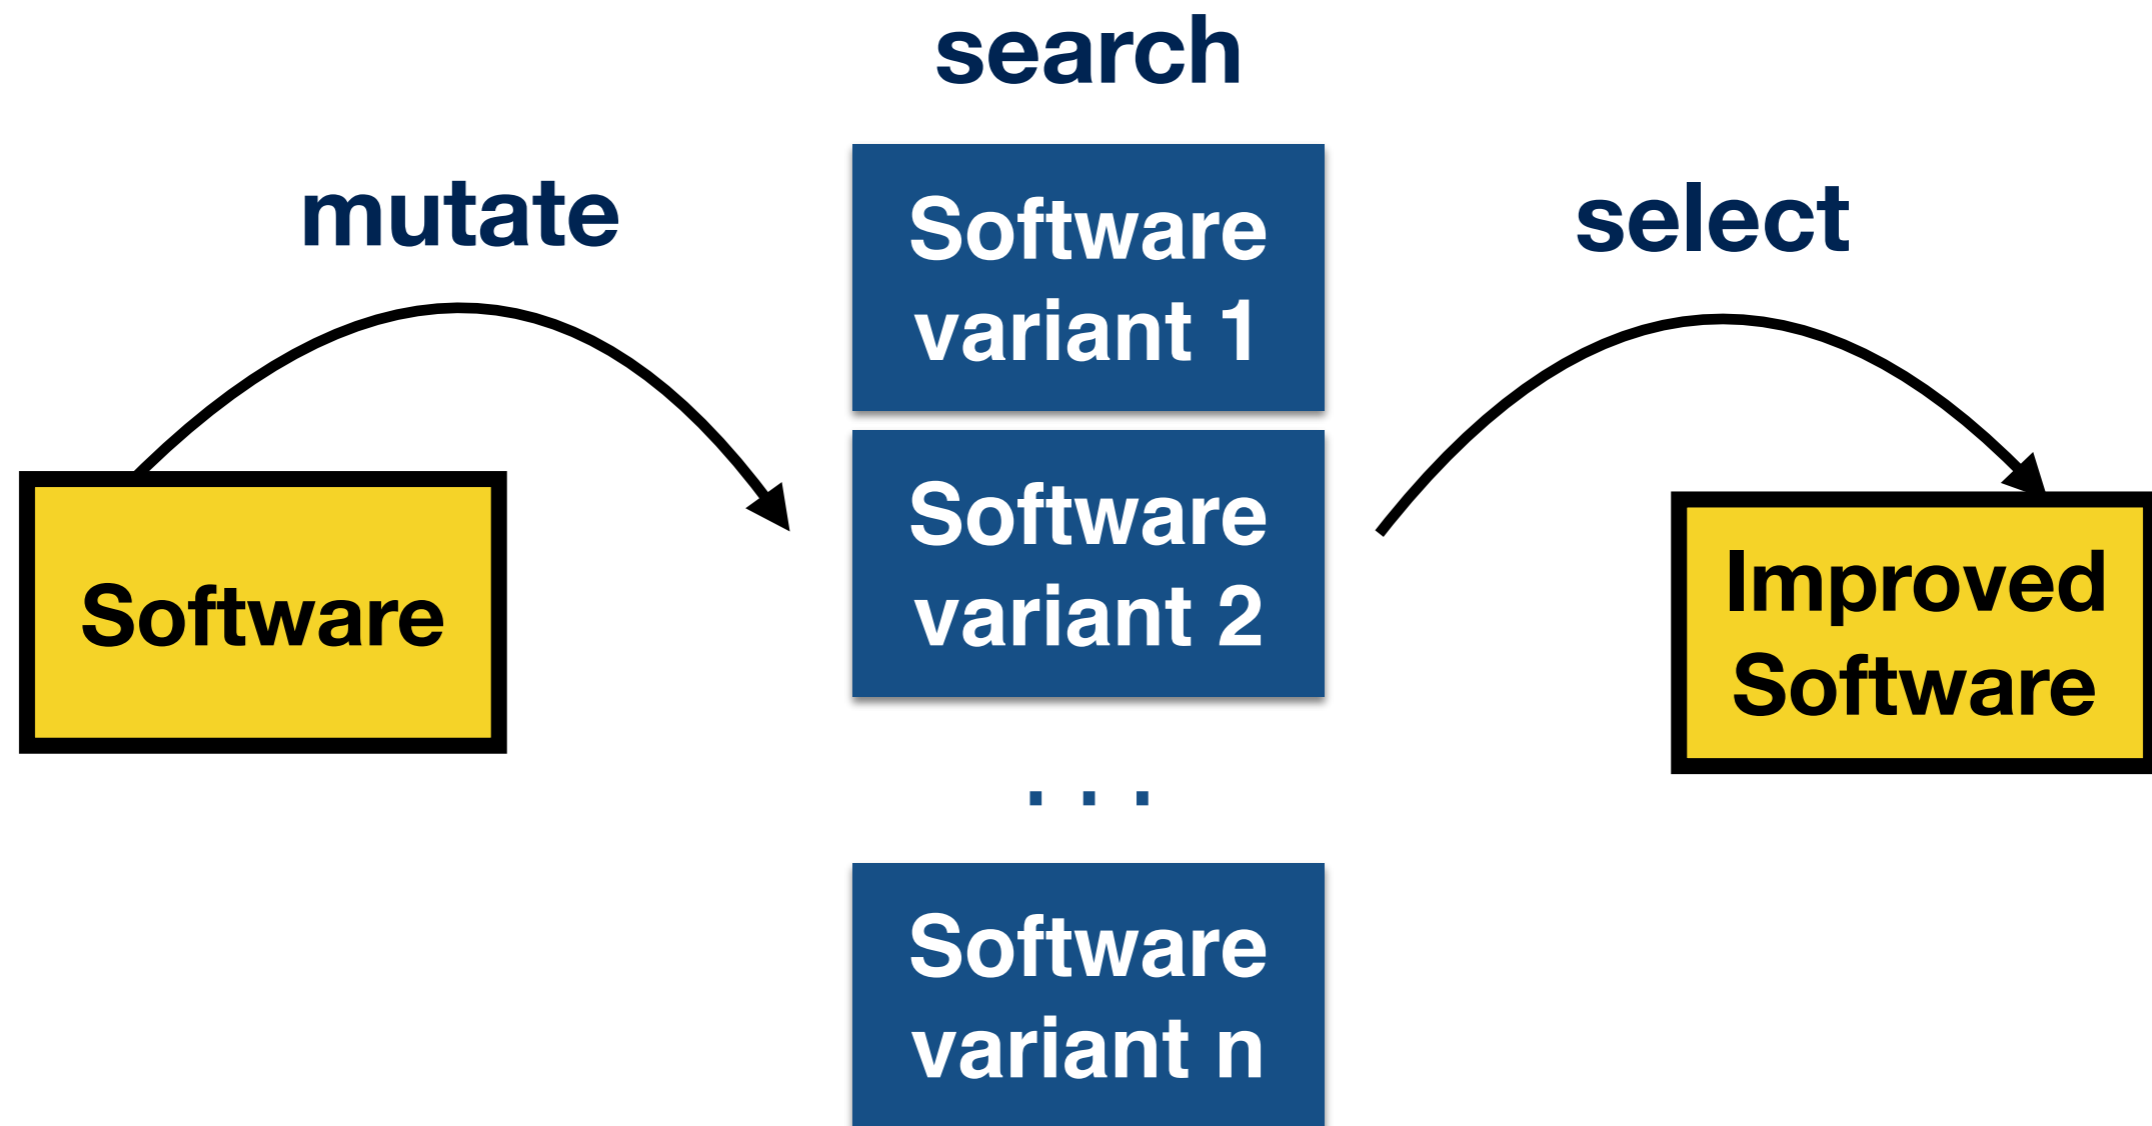 search
mutate
select
Software
variant 1
Software
variant 2
Software
Improved
Software
. . .
Software
variant n